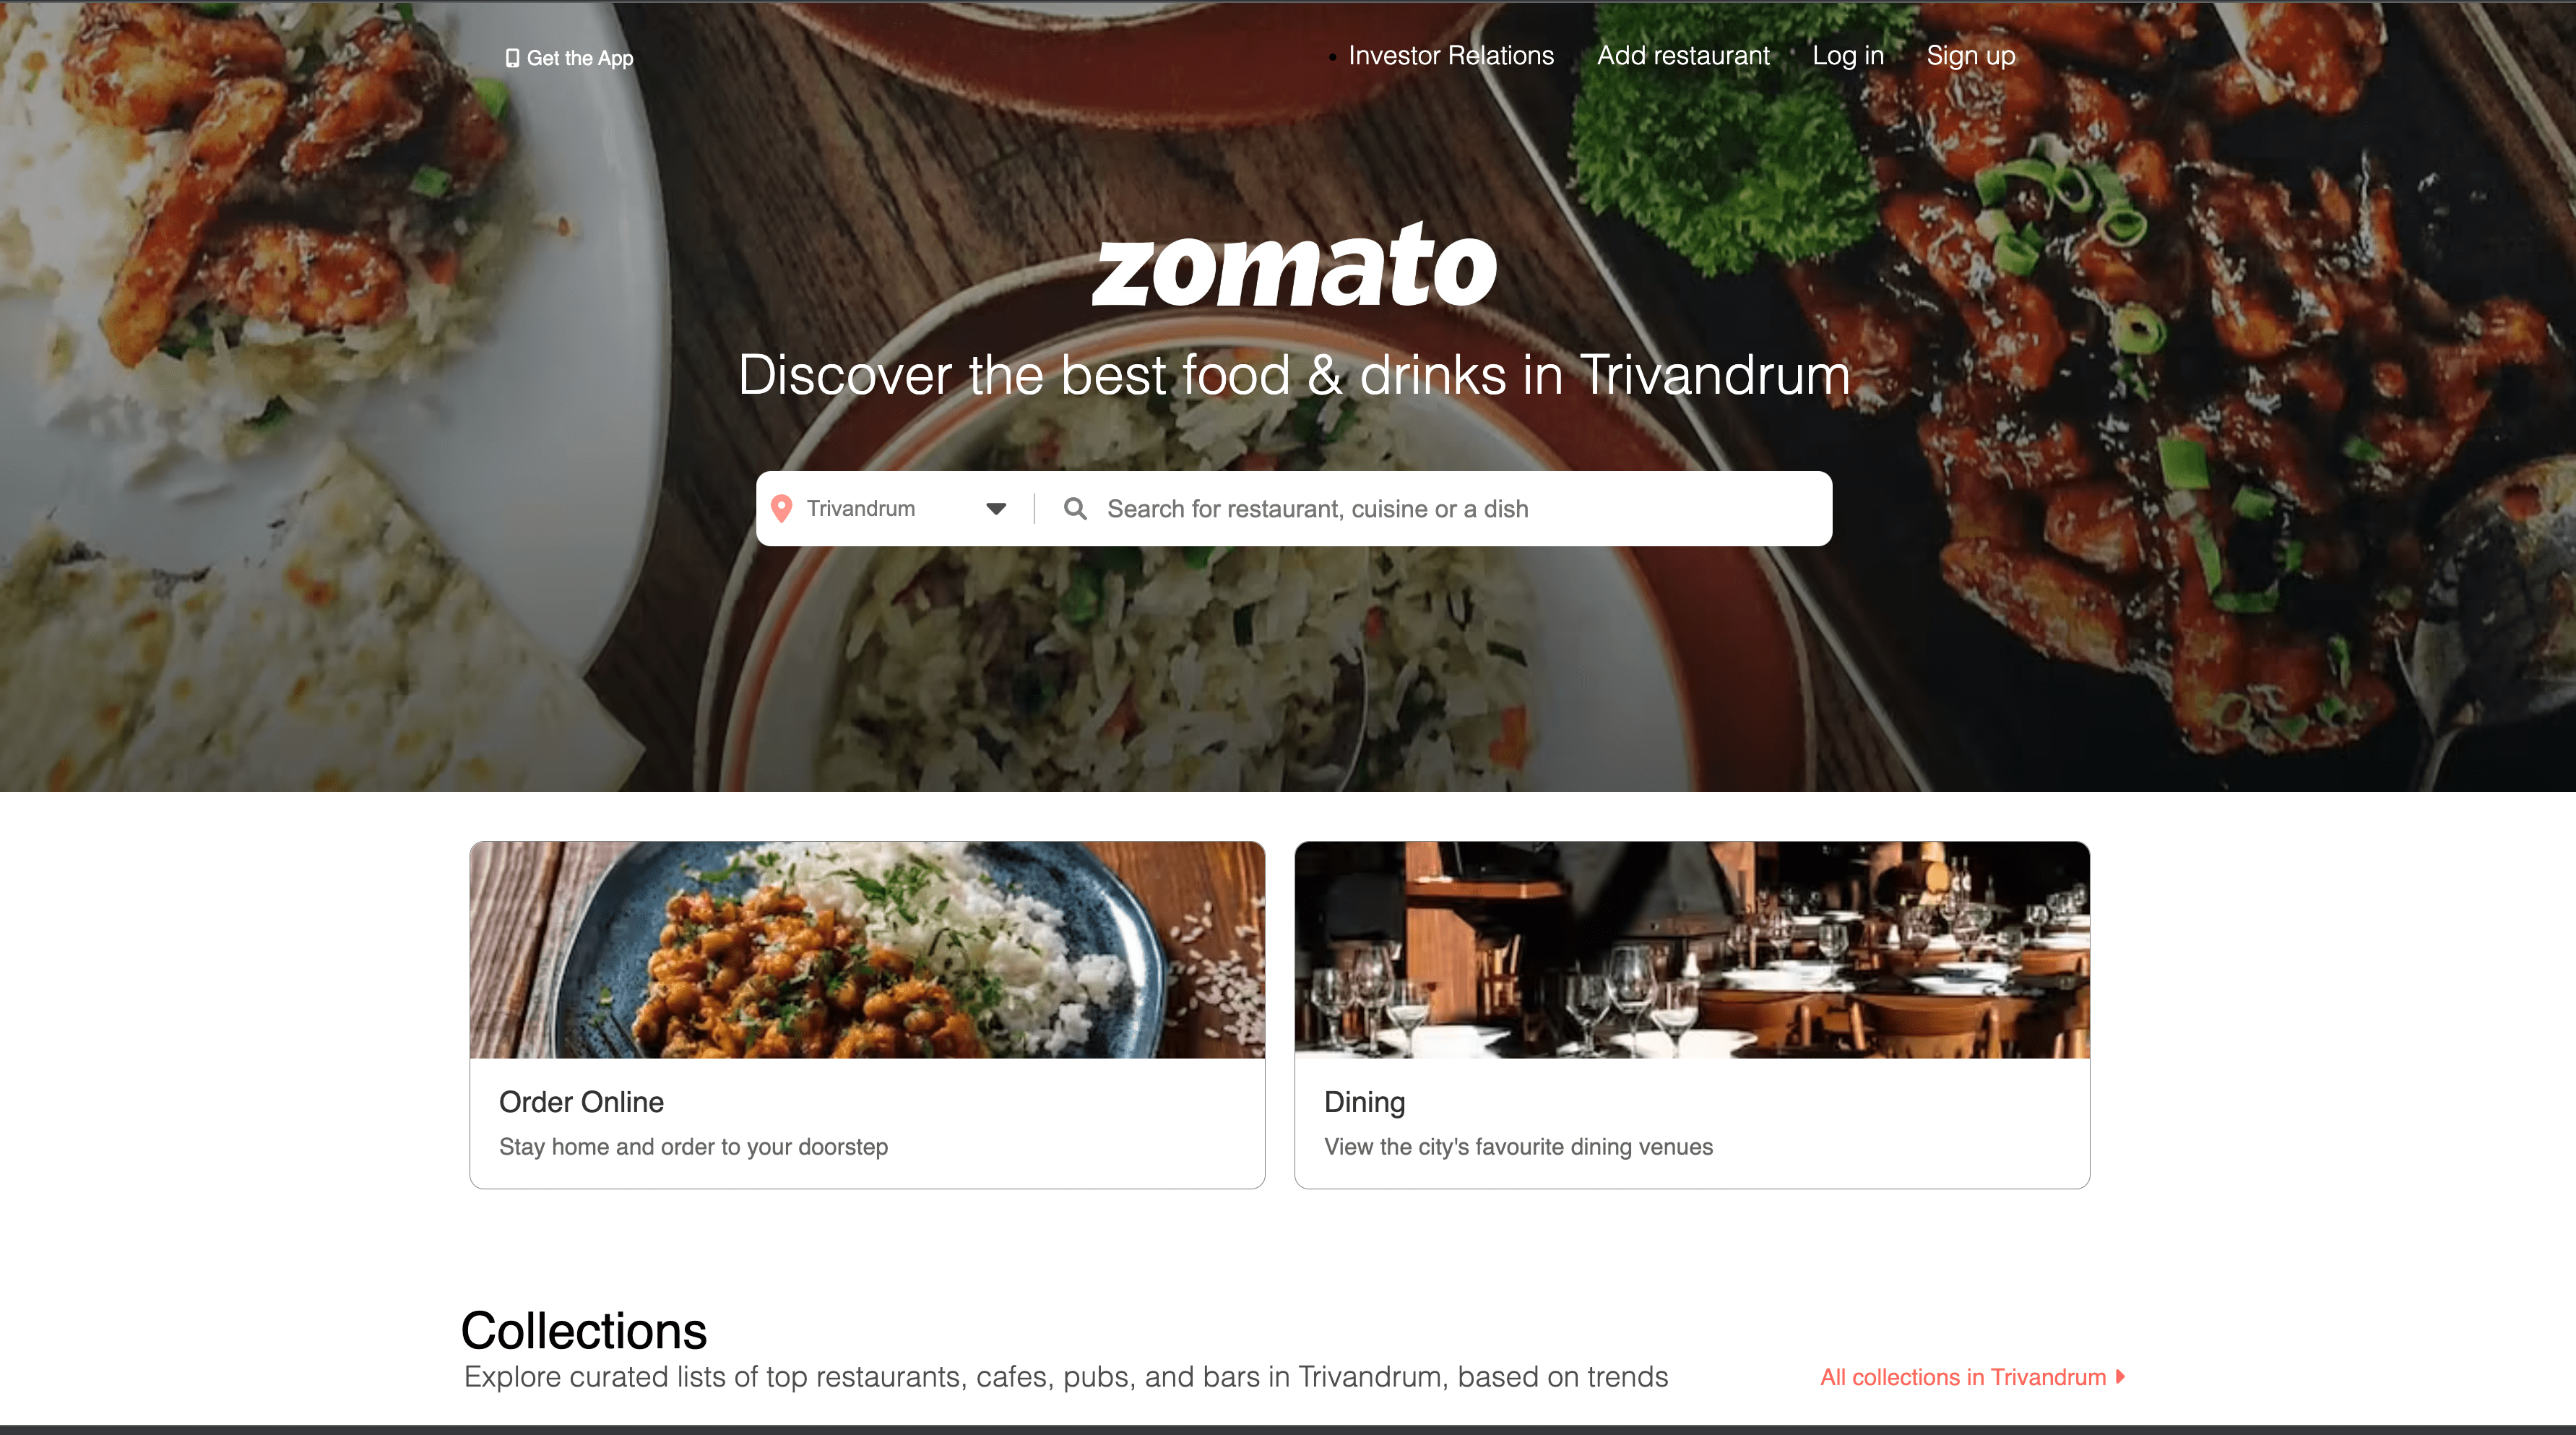 Get the App
Investor Relations Add restaurant Log in Sign up
zomato
Discover the best food & drinks in Trivandrum
Trivandrum Search for restaurant, cuisine or a dish
Order Online
Stay home and order to your doorstep
Dining
View the city's favourite dining venues
Collections
Explore curated lists of top restaurants, cafes, pubs, and bars in Trivandrum, based on trends
All collections in Trivandrum